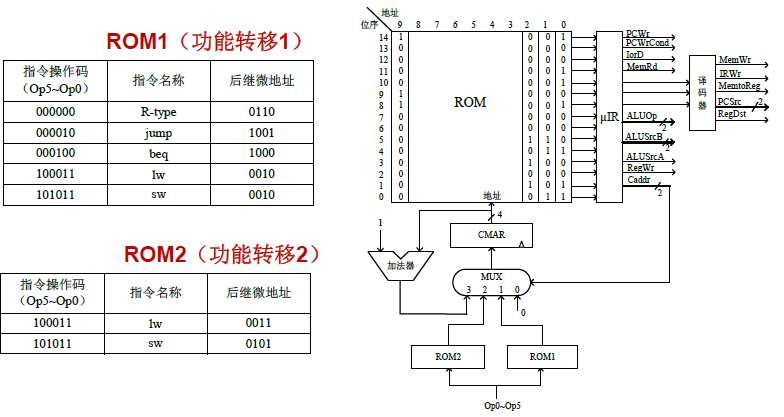 ROM1（功能转移1）
指令操作码（Op5~Op0） 指令名称 后继微地址
000000 R-type 0110
000010 jump 1001
000100 beq 1000
100011 lw 0010
101011 sw 0010
ROM2（功能转移2）
指令操作码（Op5~Op0） 指令名称 后继微地址
100011 lw 0011
101011 sw 0101
地址
位序 9 8 7 6 5 4 3 2 1 0
14 1 0 0 1
13 0 0 0 0
12 0 0 0 0
11 0 0 0 1
10 0 0 0 1
9 1 0 0 0
8 1 0 0 1
7 0 0 0 0
6 0 0 0 0
5 0 1 1 0
4 0 0 1 1
3 0 1 1 0
2 0 0 0 0
1 0 1 0 1
0 0 0 0 1
ROM
地址
μIR
PCWr
PCWrCond
IorD
MemRd
ALUOp
2
ALUSrcB
2
ALUSrcA
RegWr
Caddr
2
译码器
MemWr
IRWr
MemtoReg
PCSrc
2
RegDst
4
CMAR
1
加法器
MUX
3 2 1 0
0
ROM2 ROM1
Op0~Op5